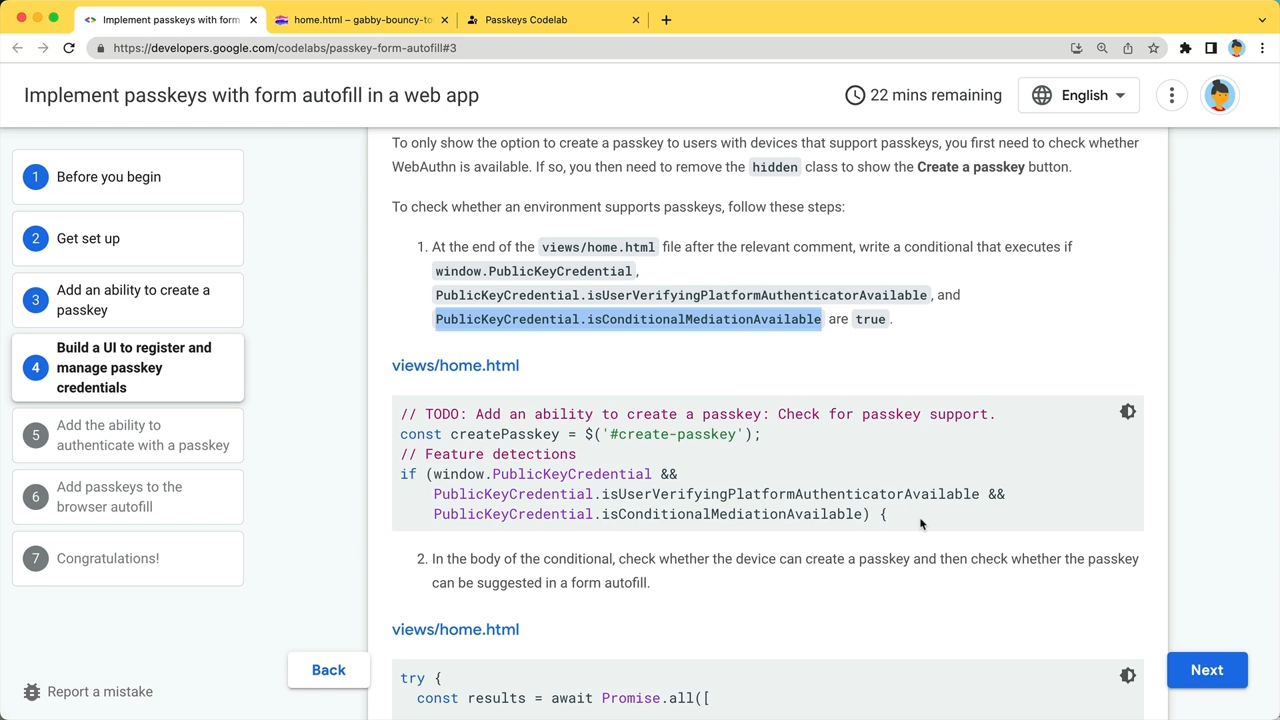 Implement passkeys with form
home.html – gabby-bouncy-to
Passkeys Codelab
https://developers.google.com/codelabs/passkey-form-autofill#3
Implement passkeys with form autofill in a web app
22 mins remaining
English
1 Before you begin
2 Get set up
3 Add an ability to create a
passkey
4 Build a UI to register and
manage passkey
credentials
5 Add the ability to
authenticate with a passkey
6 Add passkeys to the
browser autofill
7 Congratulations!
Report a mistake
To only show the option to create a passkey to users with devices that support passkeys, you first need to check whether
WebAuthn is available. If so, you then need to remove the hidden class to show the Create a passkey button.
To check whether an environment supports passkeys, follow these steps:
1. At the end of the views/home.html file after the relevant comment, write a conditional that executes if
window.PublicKeyCredential,
PublicKeyCredential.isUserVerifyingPlatformAuthenticatorAvailable, and
PublicKeyCredential.isConditionalMediationAvailable are true.
views/home.html
// TODO: Add an ability to create a passkey: Check for passkey support.
const createPasskey = $('#create-passkey');
// Feature detections
if (window.PublicKeyCredential &&
PublicKeyCredential.isUserVerifyingPlatformAuthenticatorAvailable &&
PublicKeyCredential.isConditionalMediationAvailable) {
2. In the body of the conditional, check whether the device can create a passkey and then check whether the passkey
can be suggested in a form autofill.
views/home.html
try {
const results = await Promise.all([
Back
Next